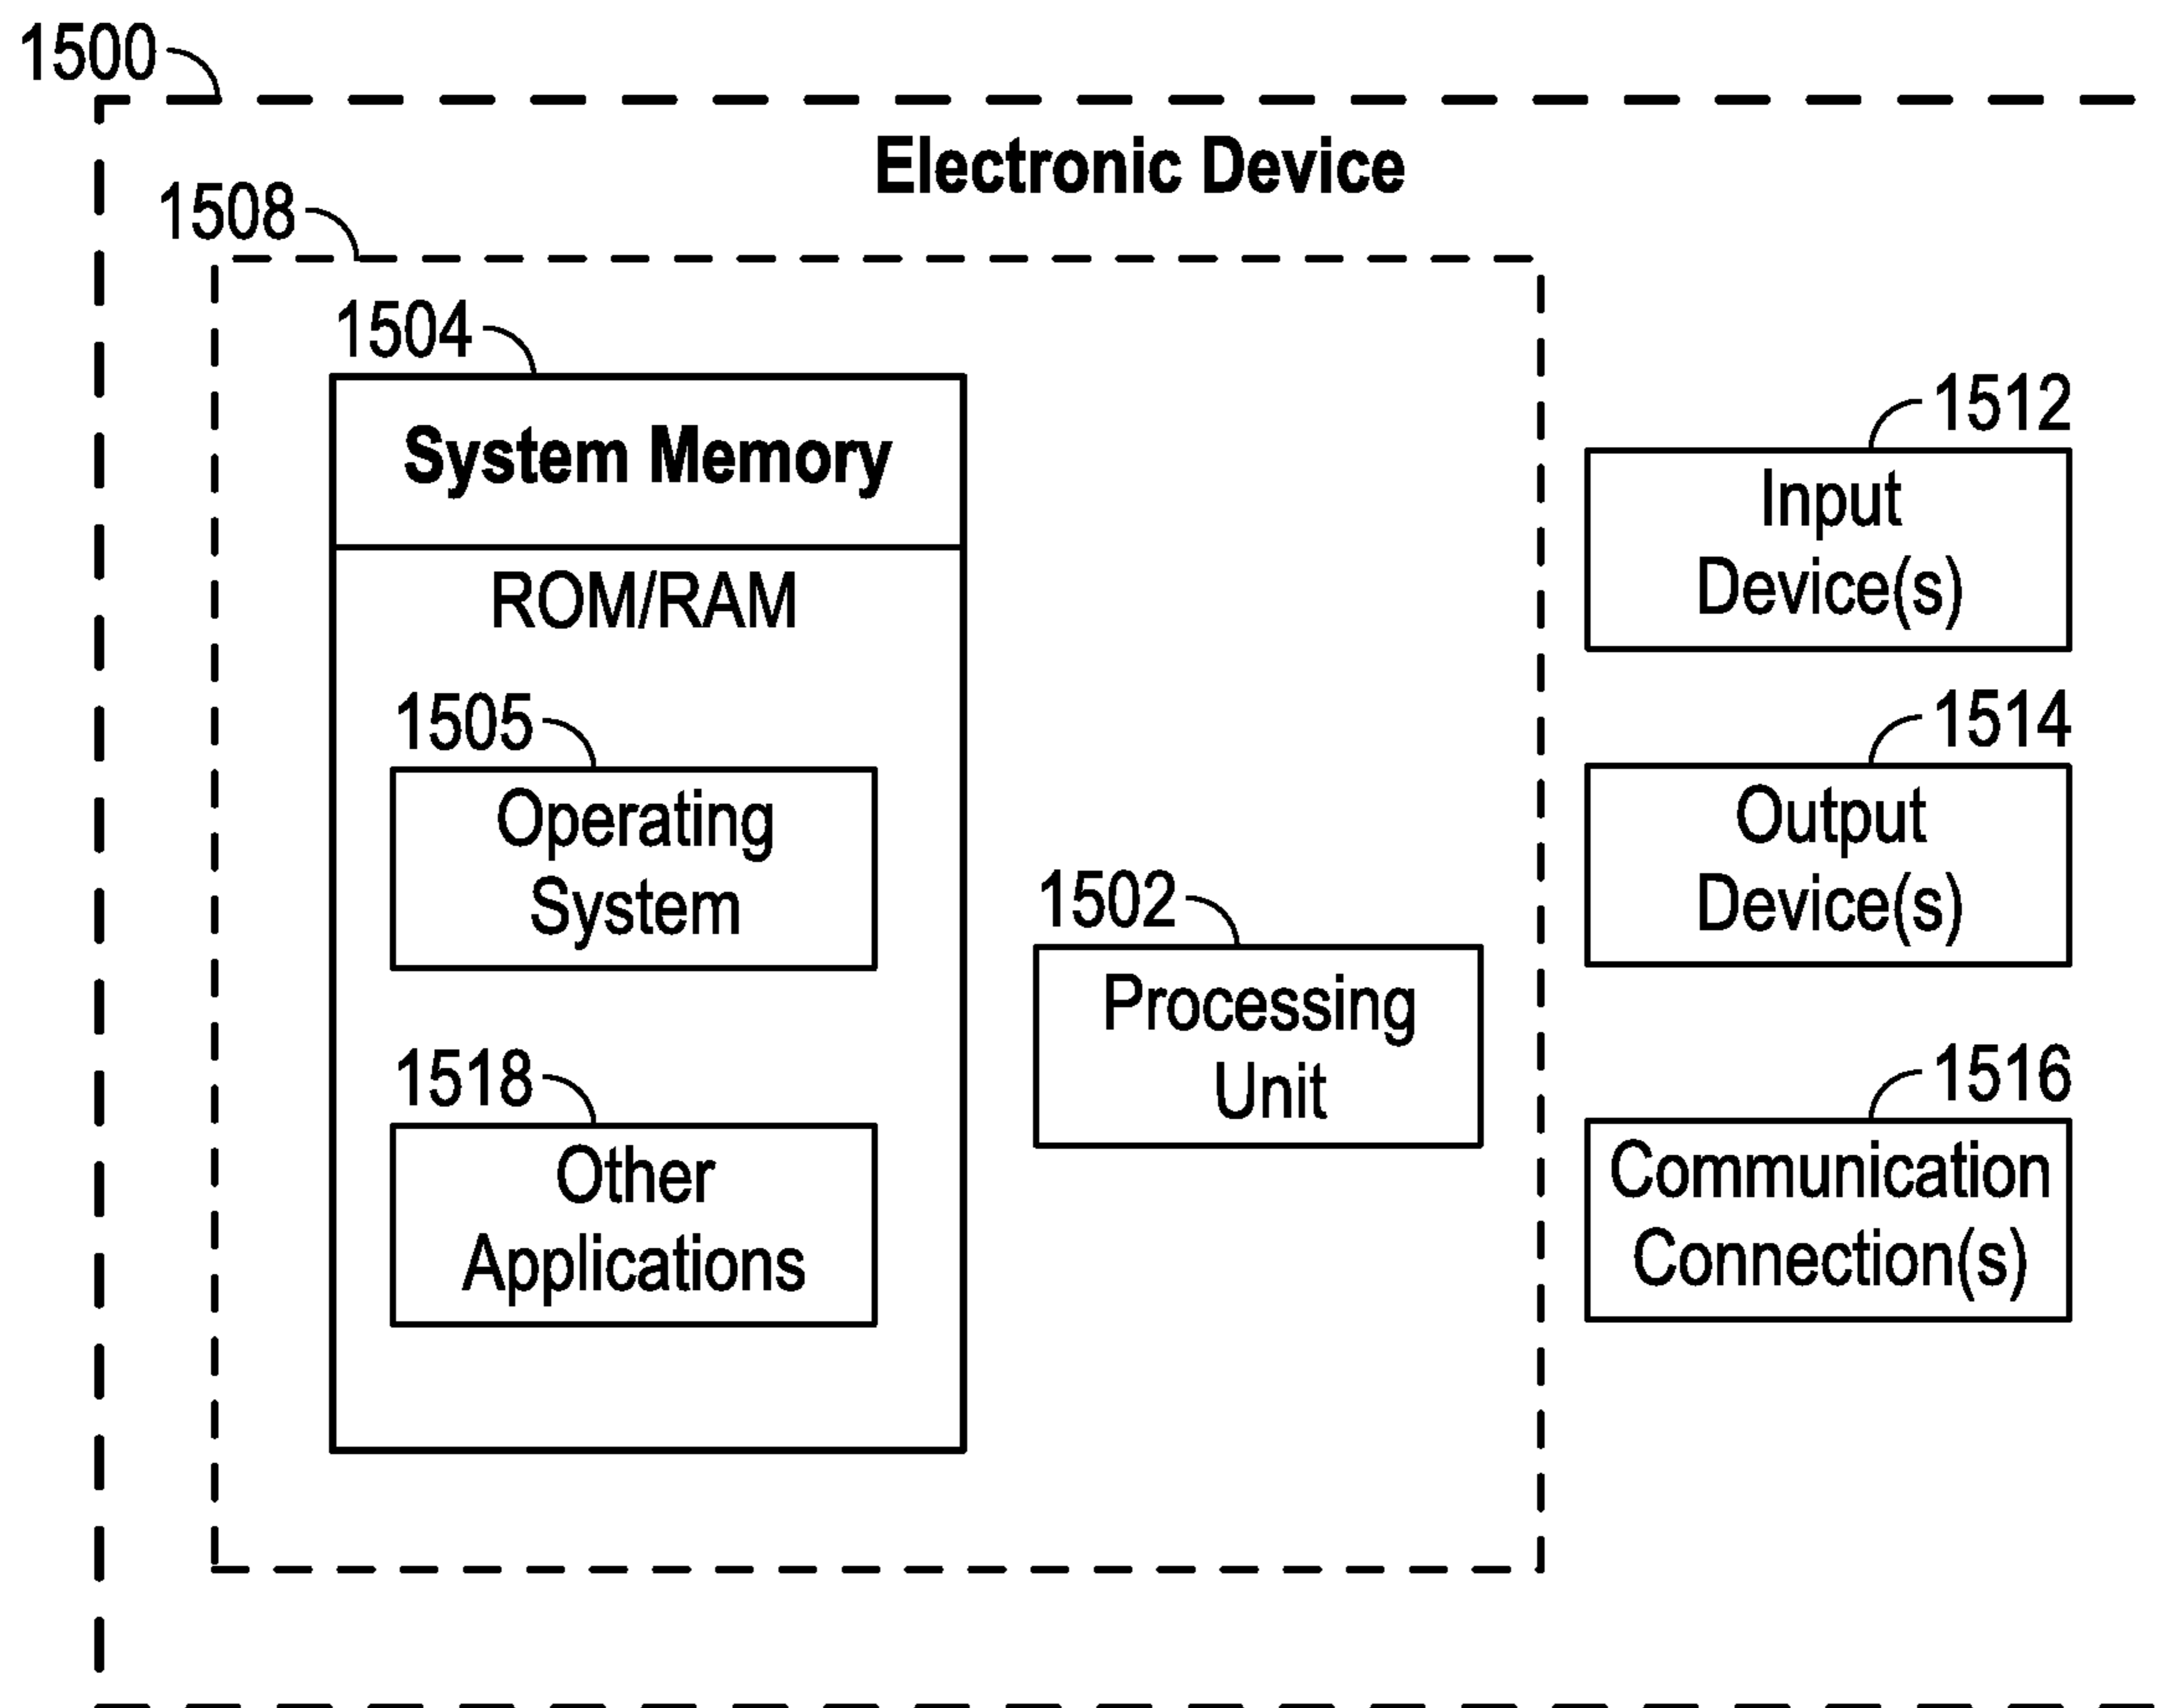 1500
Electronic Device
1508
1504
System Memory
ROM/RAM
1505
Operating
System
1518
Other
Applications
1502
Processing
Unit
1512
Input
Device(s)
1514
Output
Device(s)
1516
Communication
Connection(s)